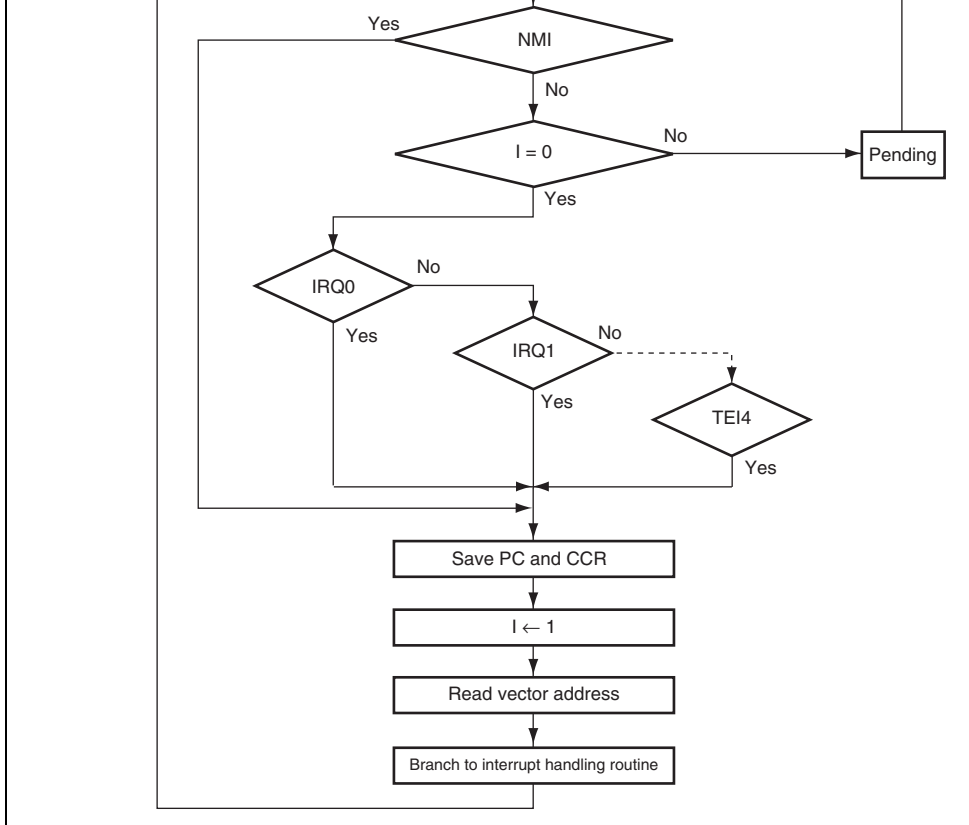 Yes
NMI
No
I = 0
No
Pending
Yes
IRQ0
No
Yes
IRQ1
No
Yes
TEI4
Yes
Save PC and CCR
I ← 1
Read vector address
Branch to interrupt handling routine